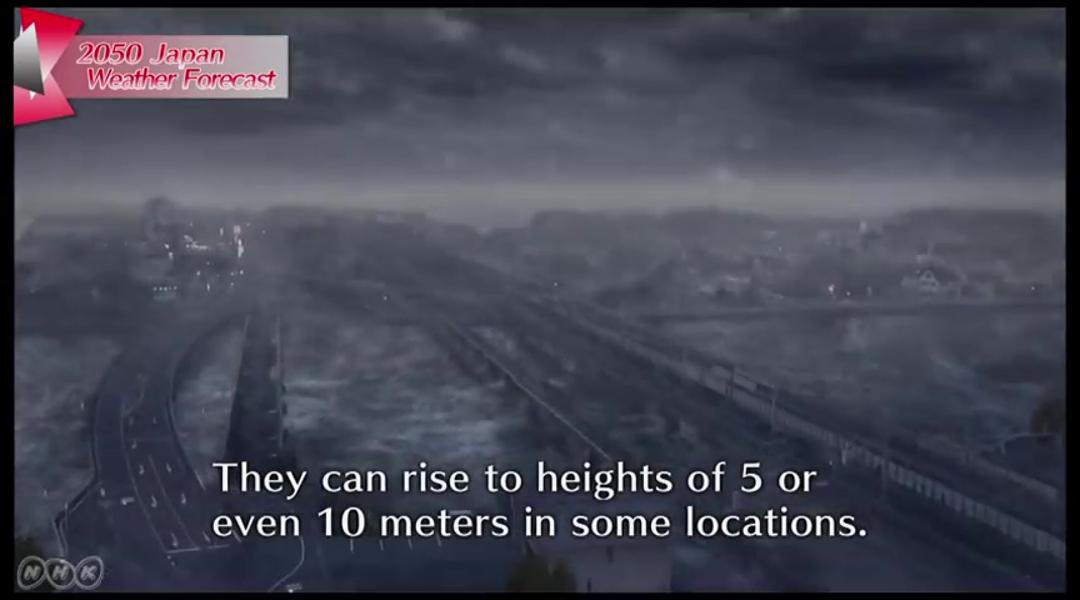 2050 Japan
Weather Forecast
They can rise to heights of 5 or
even 10 meters in some locations.
NHK